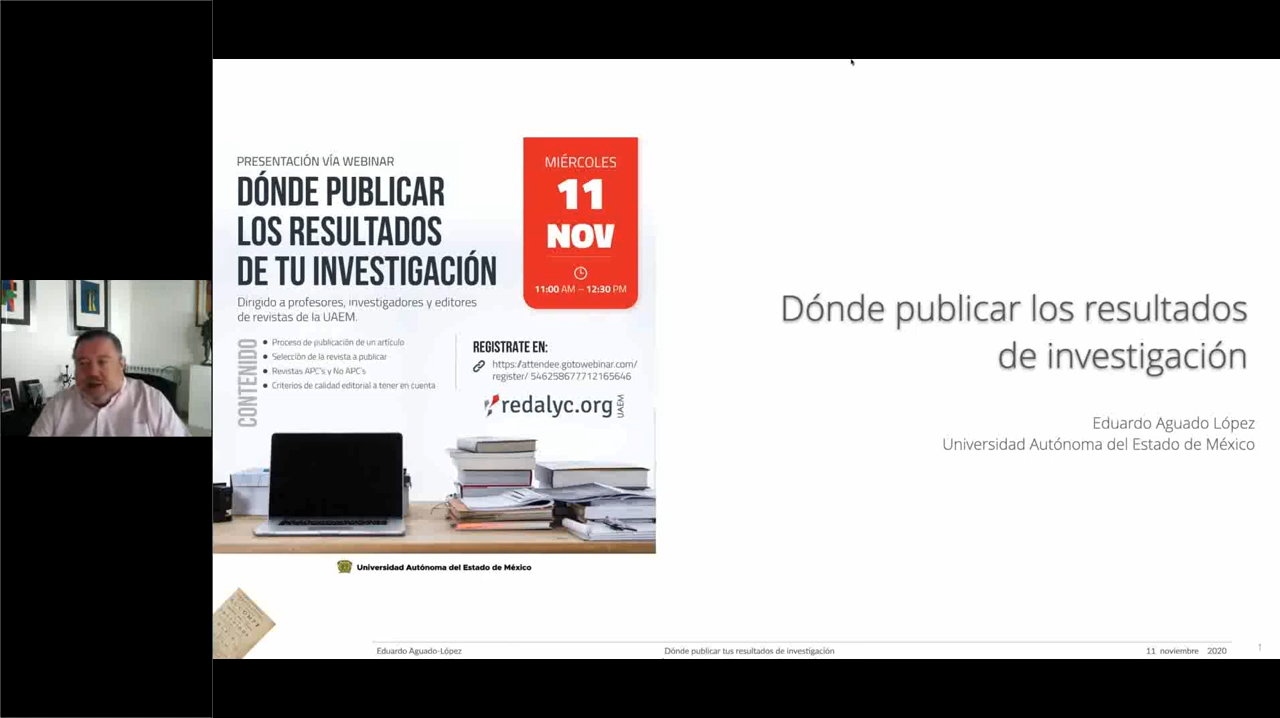 PRESENTACIÓN VÍA WEBINAR
DÓNDE PUBLICAR
LOS RESULTADOS
DE TU INVESTIGACIÓN
Dirigido a profesores, investigadores y editores
de revistas de la UAEM.
MIÉRCOLES
11
NOV
11:00 AM – 12:30 PM
CONTENIDO
• Proceso de publicación de un artículo
• Selección de la revista a publicar
• Revistas APC's y No APC's
• Criterios de calidad editorial a tener en cuenta
REGISTRATE EN:
https://attendee.gotowebinar.com/
register/ 546258677712165646
redalyc.org
UAEM
Universidad Autónoma del Estado de México
Dónde publicar los resultados
de investigación
Eduardo Aguado López
Universidad Autónoma del Estado de México
Eduardo Aguado-López
Dónde publicar tus resultados de investigación
11 noviembre 2020